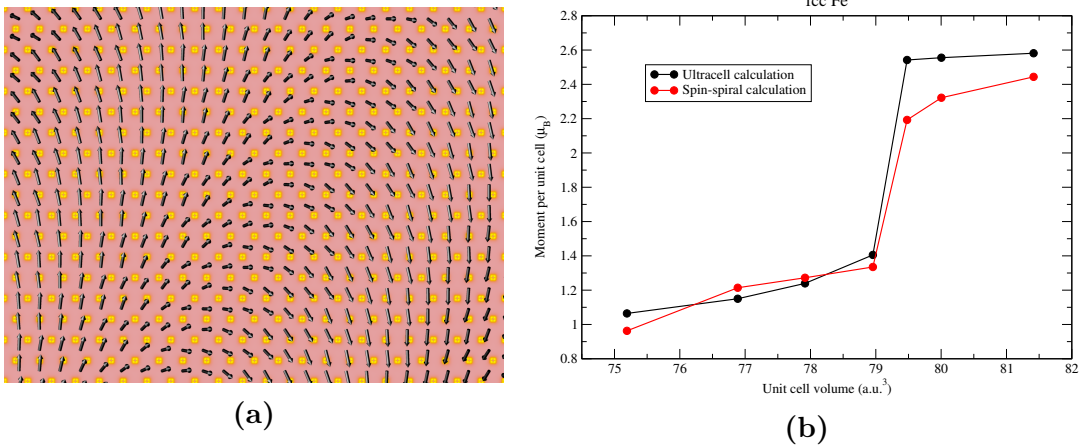 fcc Fe
2.8
2.6
2.4
2.2
2
1.8
1.6
1.4
1.2
1
0.8
Moment per unit cell (μB)
Ultracell calculation
Spin-spiral calculation
75 76 77 78 79 80 81 82
Unit cell volume (a.u.³)
(a)
(b)